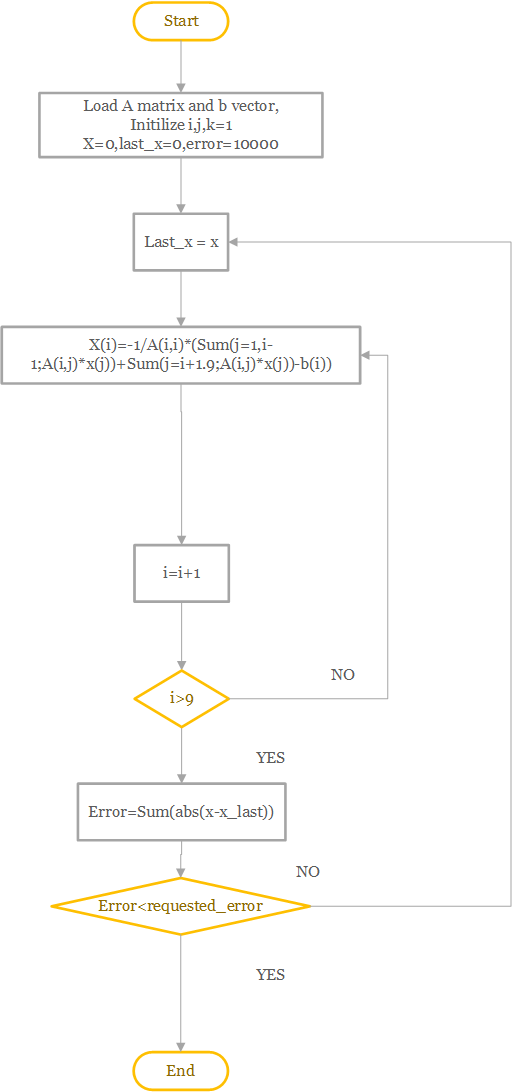 Start
Load A matrix and b vector,
Initilize i,j,k=1
X=0,last_x=0,error=10000
Last_x = x
X(i)=-1/A(i,i)*(Sum(j=1,i-
1;A(i,j)*x(j))+Sum(j=i+1.9;A(i,j)*x(j))-b(i))
i=i+1
NO
i>9
YES
Error=Sum(abs(x-x_last))
NO
Error<requested_error
YES
End